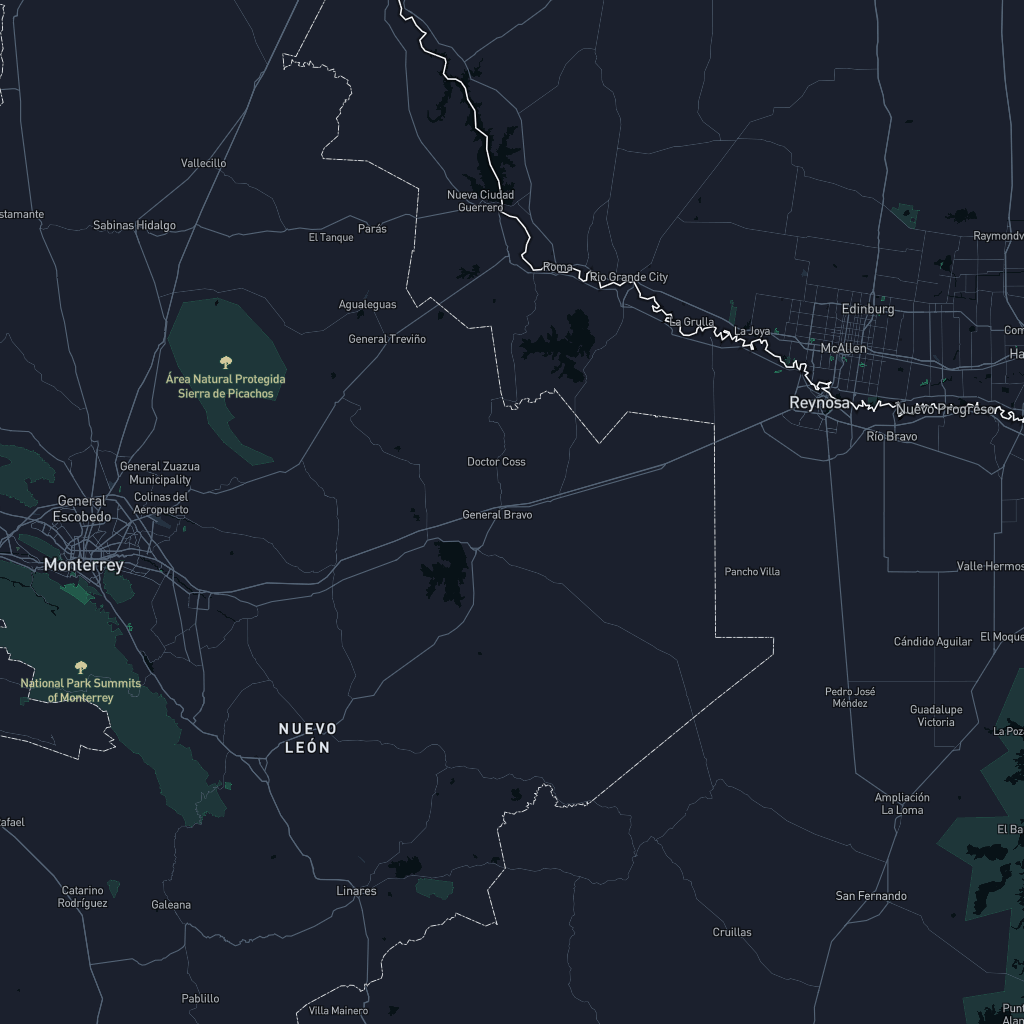 Vallecillo
Nueva Ciudad
Guerrero
Sabinas Hidalgo
Parás
El Tanque
Roma
Rio Grande City
Agualeguas
Edinburg
La Grulla
La Joya
General Treviño
McAllen
Área Natural Protegida
Sierra de Picachos
Reynosa
Nuevo Progreso
Río Bravo
Doctor Coss
General Zuazua
Municipality
General
Escobedo
Colinas del
Aeropuerto
General Bravo
Monterrey
Pancho Villa
Valle Hermos
Cándido Aguilar
El Moque
National Park Summits
of Monterrey
Pedro José
Méndez
Guadalupe
Victoria
NUEVO
LEÓN
La Poza
Ampliación
La Loma
El Ba
Linares
Catarino
Rodríguez
Galeana
San Fernando
Cruillas
Pablillo
Villa Mainero